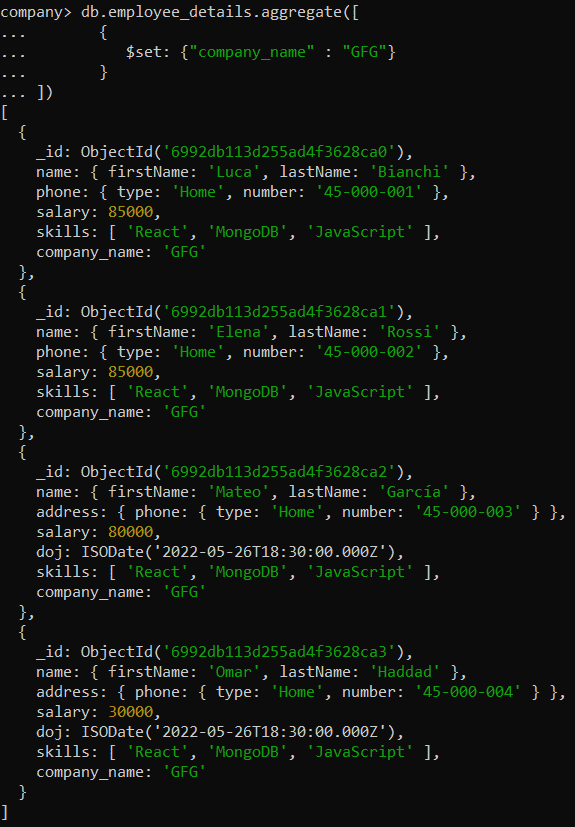 company> db.employee_details.aggregate([
...        {
...           $set: {"company_name" : "GFG"}
...        }
... ])
[
  {
    _id: ObjectId('6992db113d255ad4f3628ca0'),
    name: { firstName: 'Luca', lastName: 'Bianchi' },
    phone: { type: 'Home', number: '45-000-001' },
    salary: 85000,
    skills: [ 'React', 'MongoDB', 'JavaScript' ],
    company_name: 'GFG'
  },
  {
    _id: ObjectId('6992db113d255ad4f3628ca1'),
    name: { firstName: 'Elena', lastName: 'Rossi' },
    phone: { type: 'Home', number: '45-000-002' },
    salary: 85000,
    skills: [ 'React', 'MongoDB', 'JavaScript' ],
    company_name: 'GFG'
  },
  {
    _id: ObjectId('6992db113d255ad4f3628ca2'),
    name: { firstName: 'Mateo', lastName: 'García' },
    address: { phone: { type: 'Home', number: '45-000-003' } },
    salary: 80000,
    doj: ISODate('2022-05-26T18:30:00.000Z'),
    skills: [ 'React', 'MongoDB', 'JavaScript' ],
    company_name: 'GFG'
  },
  {
    _id: ObjectId('6992db113d255ad4f3628ca3'),
    name: { firstName: 'Omar', lastName: 'Haddad' },
    address: { phone: { type: 'Home', number: '45-000-004' } },
    salary: 30000,
    doj: ISODate('2022-05-26T18:30:00.000Z'),
    skills: [ 'React', 'MongoDB', 'JavaScript' ],
    company_name: 'GFG'
  }
]